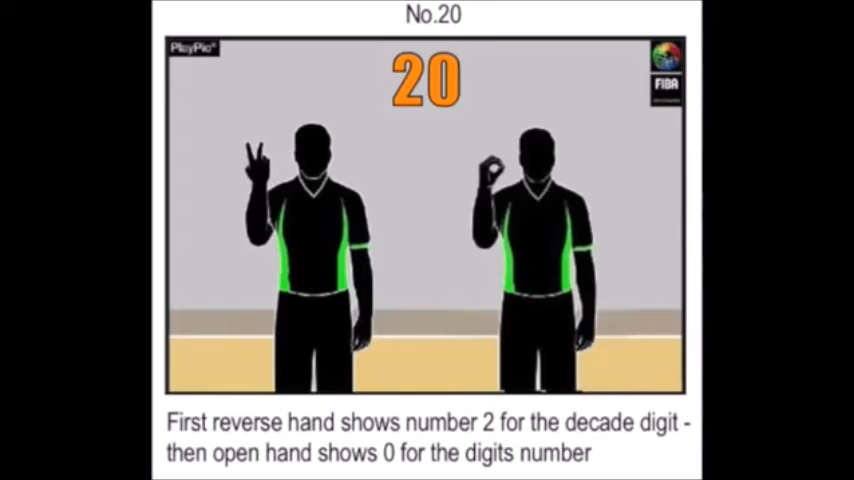 No.20
PlayPic®
20
FIBA
First reverse hand shows number 2 for the decade digit -
then open hand shows 0 for the digits number